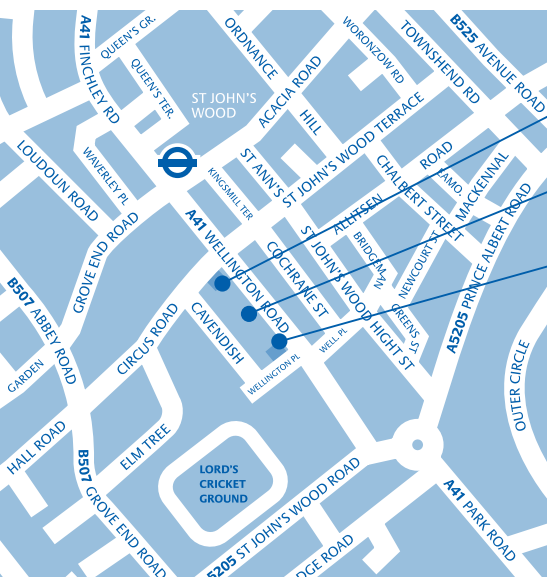 A41 FINCHLEY RD
QUEEN'S GR.
ORDNANCE
HILL
WORONZOW RD
TOWNSHEND RD
B525 AVENUE ROAD
QUEEN'S TER.
ST JOHN'S
WOOD
ACACIA ROAD
LOUDOUN ROAD
WAVERLEY PL
KINGSMILL TER
ST ANN'S
ST JOHN'S WOOD TERRACE
CHALBERT STREET
ALLITSEN ROAD
MACKENNAL
A41 WELLINGTON ROAD
COCHRANE ST
ST JOHN'S WOOD HIGHT ST
BRIDGEMAN
NEWCOURT ST
GREENS ST
A5205 PRINCE ALBERT ROAD
GROVE END ROAD
B507 ABBEY ROAD
CIRCUS ROAD
CAVENDISH
WELL PL
WELLINGTON PL
GARDEN
OUTER CIRCLE
HALL ROAD
ELM TREE
B507 GROVE END ROAD
LORD'S
CRICKET
GROUND
5205 ST JOHN'S WOOD ROAD
DGE ROAD
A41 PARK ROAD